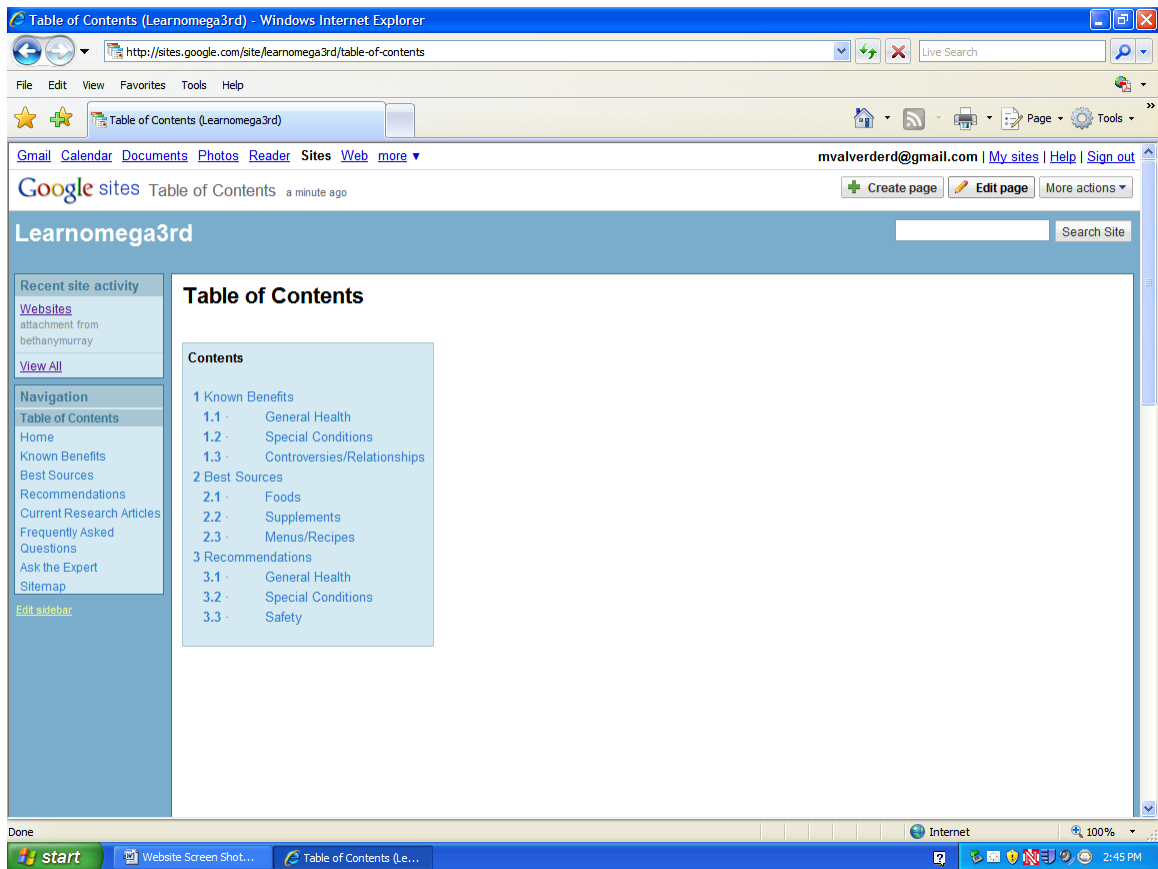 Table of Contents (Learnomega3rd) - Windows Internet Explorer
http://sites.google.com/site/learnomega3rd/table-of-contents
Live Search
File Edit View Favorites Tools Help
Table of Contents (Learnomega3rd)
Page Tools
Gmail Calendar Documents Photos Reader Sites Web more ▼
mvalverderd@gmail.com | My sites | Help | Sign out
Google sites Table of Contents a minute ago
Create page Edit page More actions ▼
Learnomega3rd
Search Site
Recent site activity
Websites
attachment from
bethanymurray
View All
Navigation
Table of Contents
Home
Known Benefits
Best Sources
Recommendations
Current Research Articles
Frequently Asked
Questions
Ask the Expert
Sitemap
Edit sidebar
Table of Contents
Contents
1 Known Benefits
1.1 · General Health
1.2 · Special Conditions
1.3 · Controversies/Relationships
2 Best Sources
2.1 · Foods
2.2 · Supplements
2.3 · Menus/Recipes
3 Recommendations
3.1 · General Health
3.2 · Special Conditions
3.3 · Safety
Done
Internet
100%
start
Website Screen Shot...
Table of Contents (Le...
2:45 PM